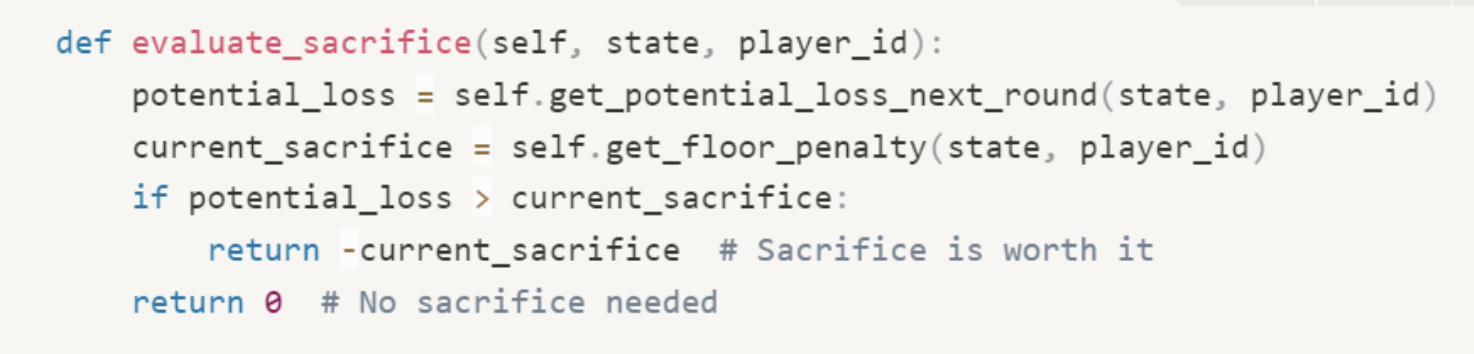 def evaluate_sacrifice(self, state, player_id):
    potential_loss = self.get_potential_loss_next_round(state, player_id)
    current_sacrifice = self.get_floor_penalty(state, player_id)
    if potential_loss > current_sacrifice:
        return -current_sacrifice  # Sacrifice is worth it
    return 0  # No sacrifice needed